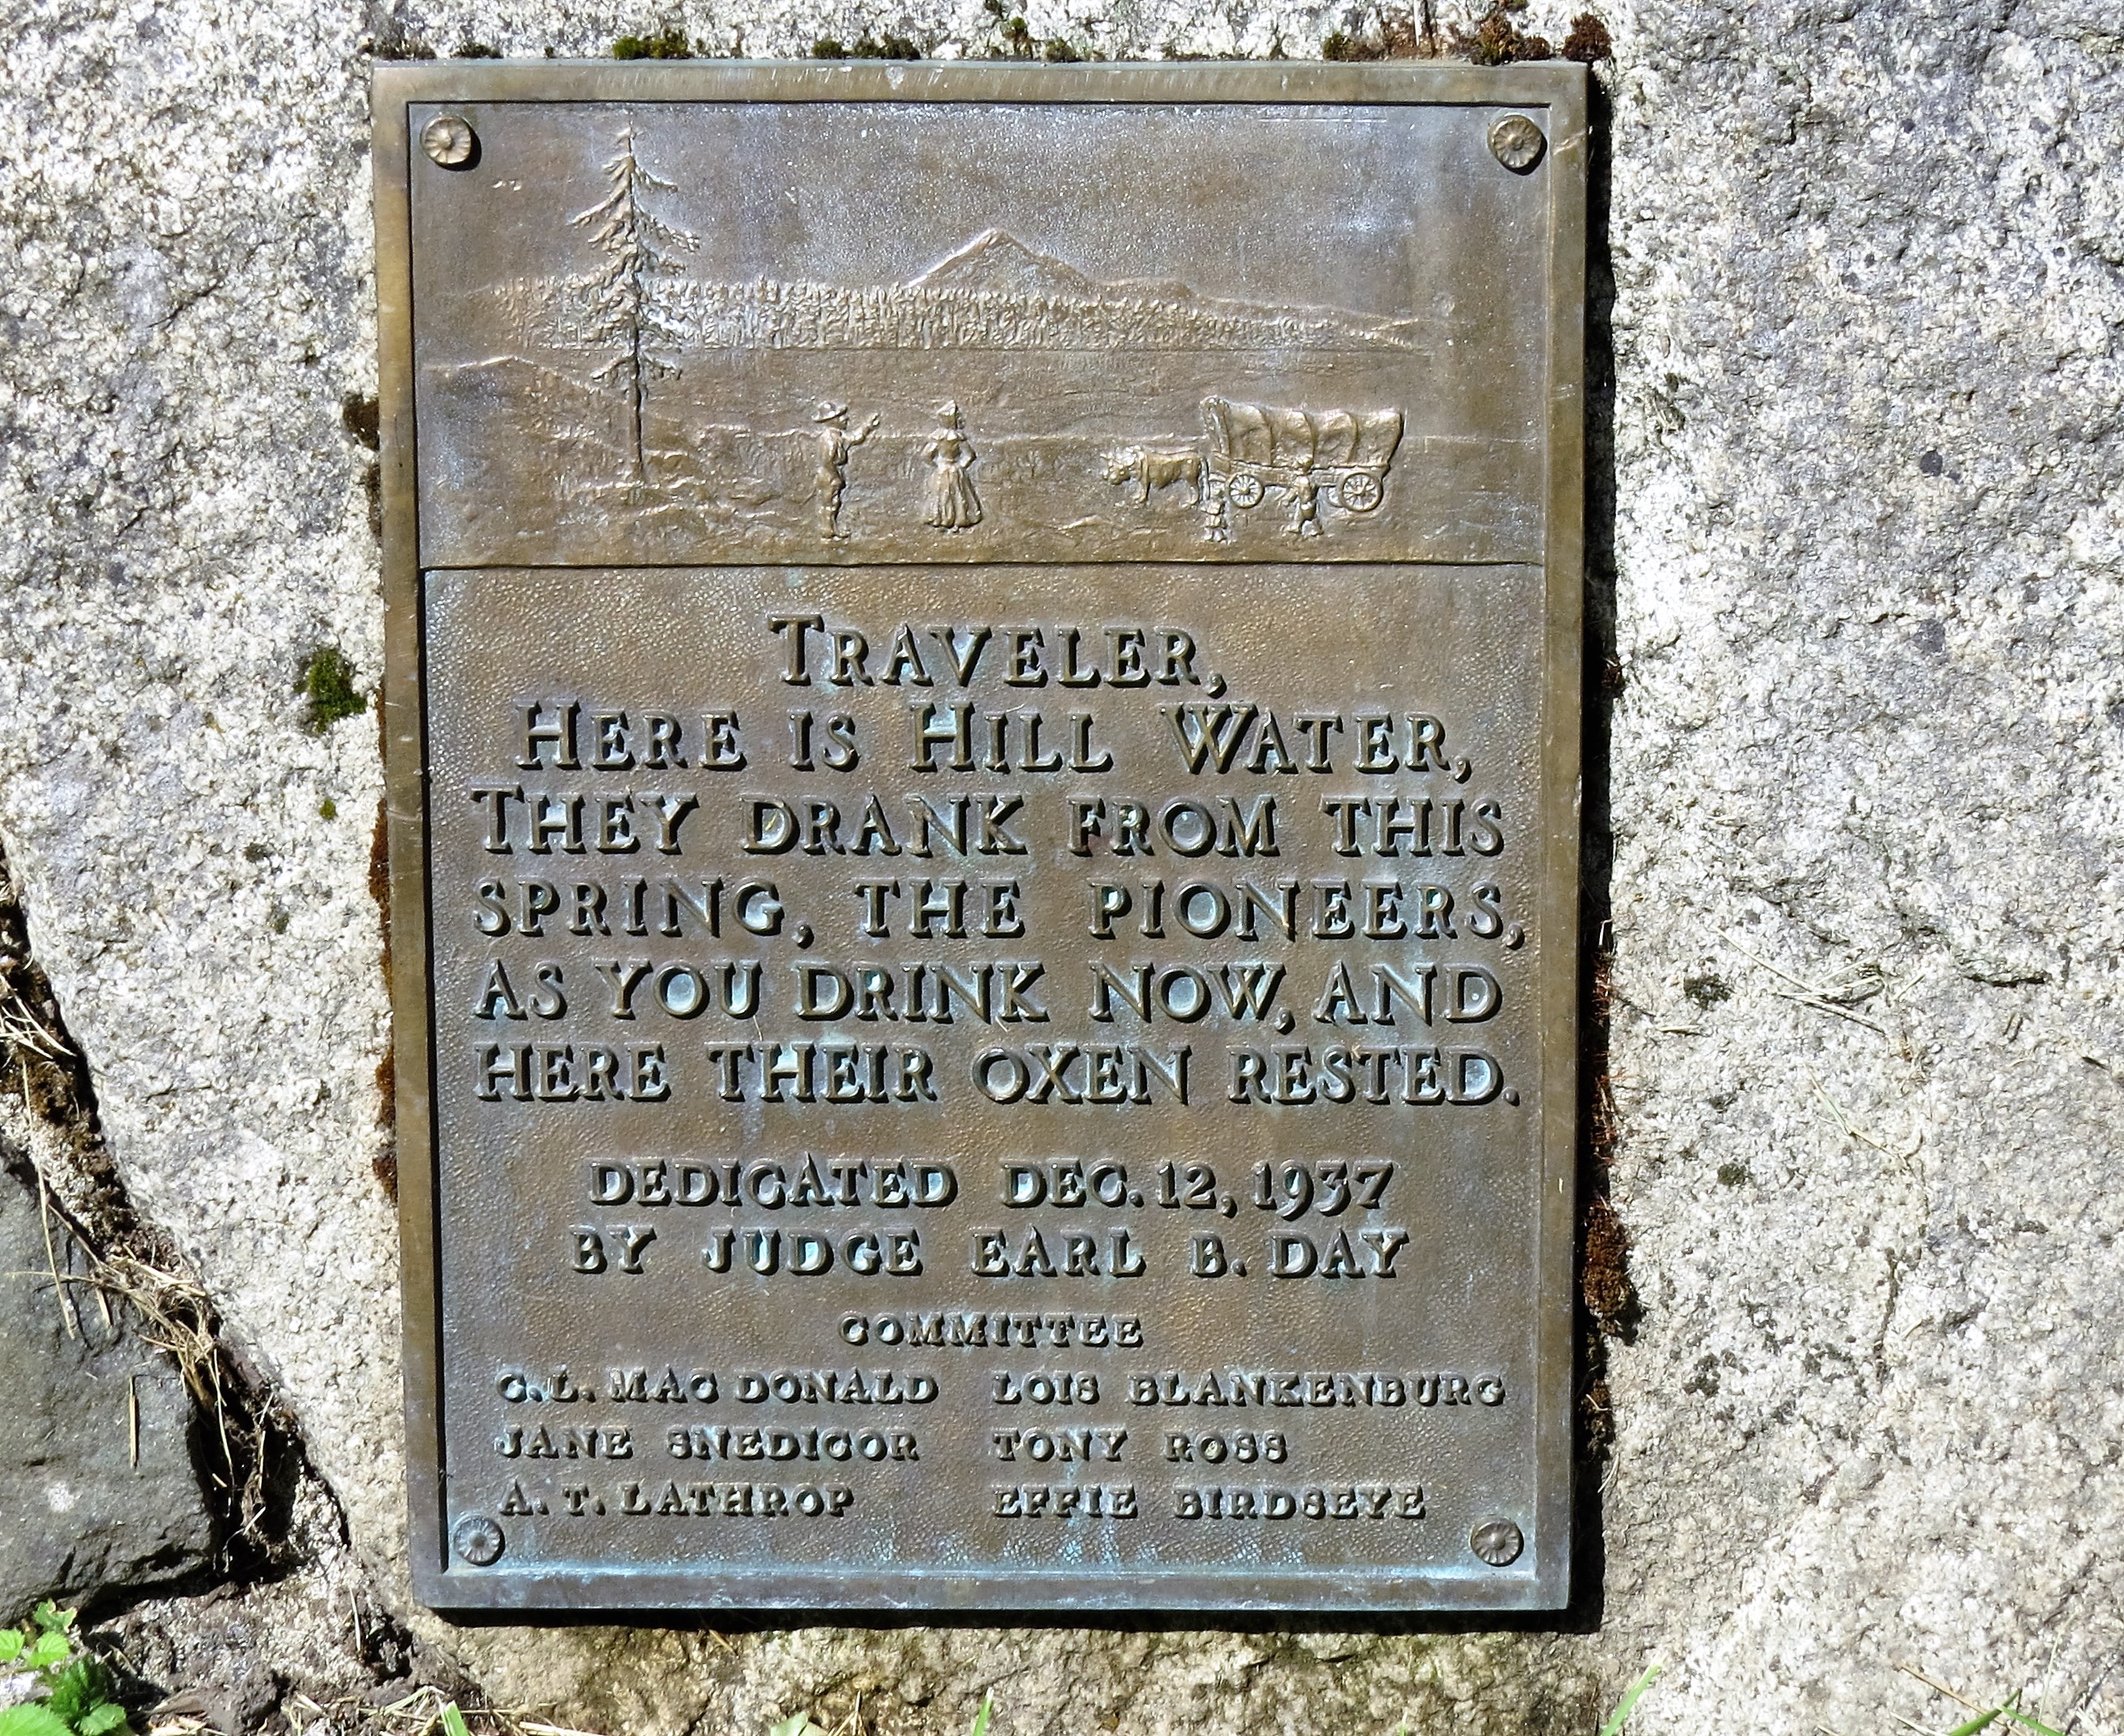 TRAVELER,
HERE IS HILL WATER,
THEY DRANK FROM THIS
SPRING, THE PIONEERS,
AS YOU DRINK NOW, AND
HERE THEIR OXEN RESTED.
DEDICATED DEC. 12, 1937
BY JUDGE EARL B. DAY
COMMITTEE
C. L. MAC DONALD LOIS BLANKENBURG
JANE SNEDICOR TONY ROSS
A. T. LATHROP EFFIE BIRDSEYE